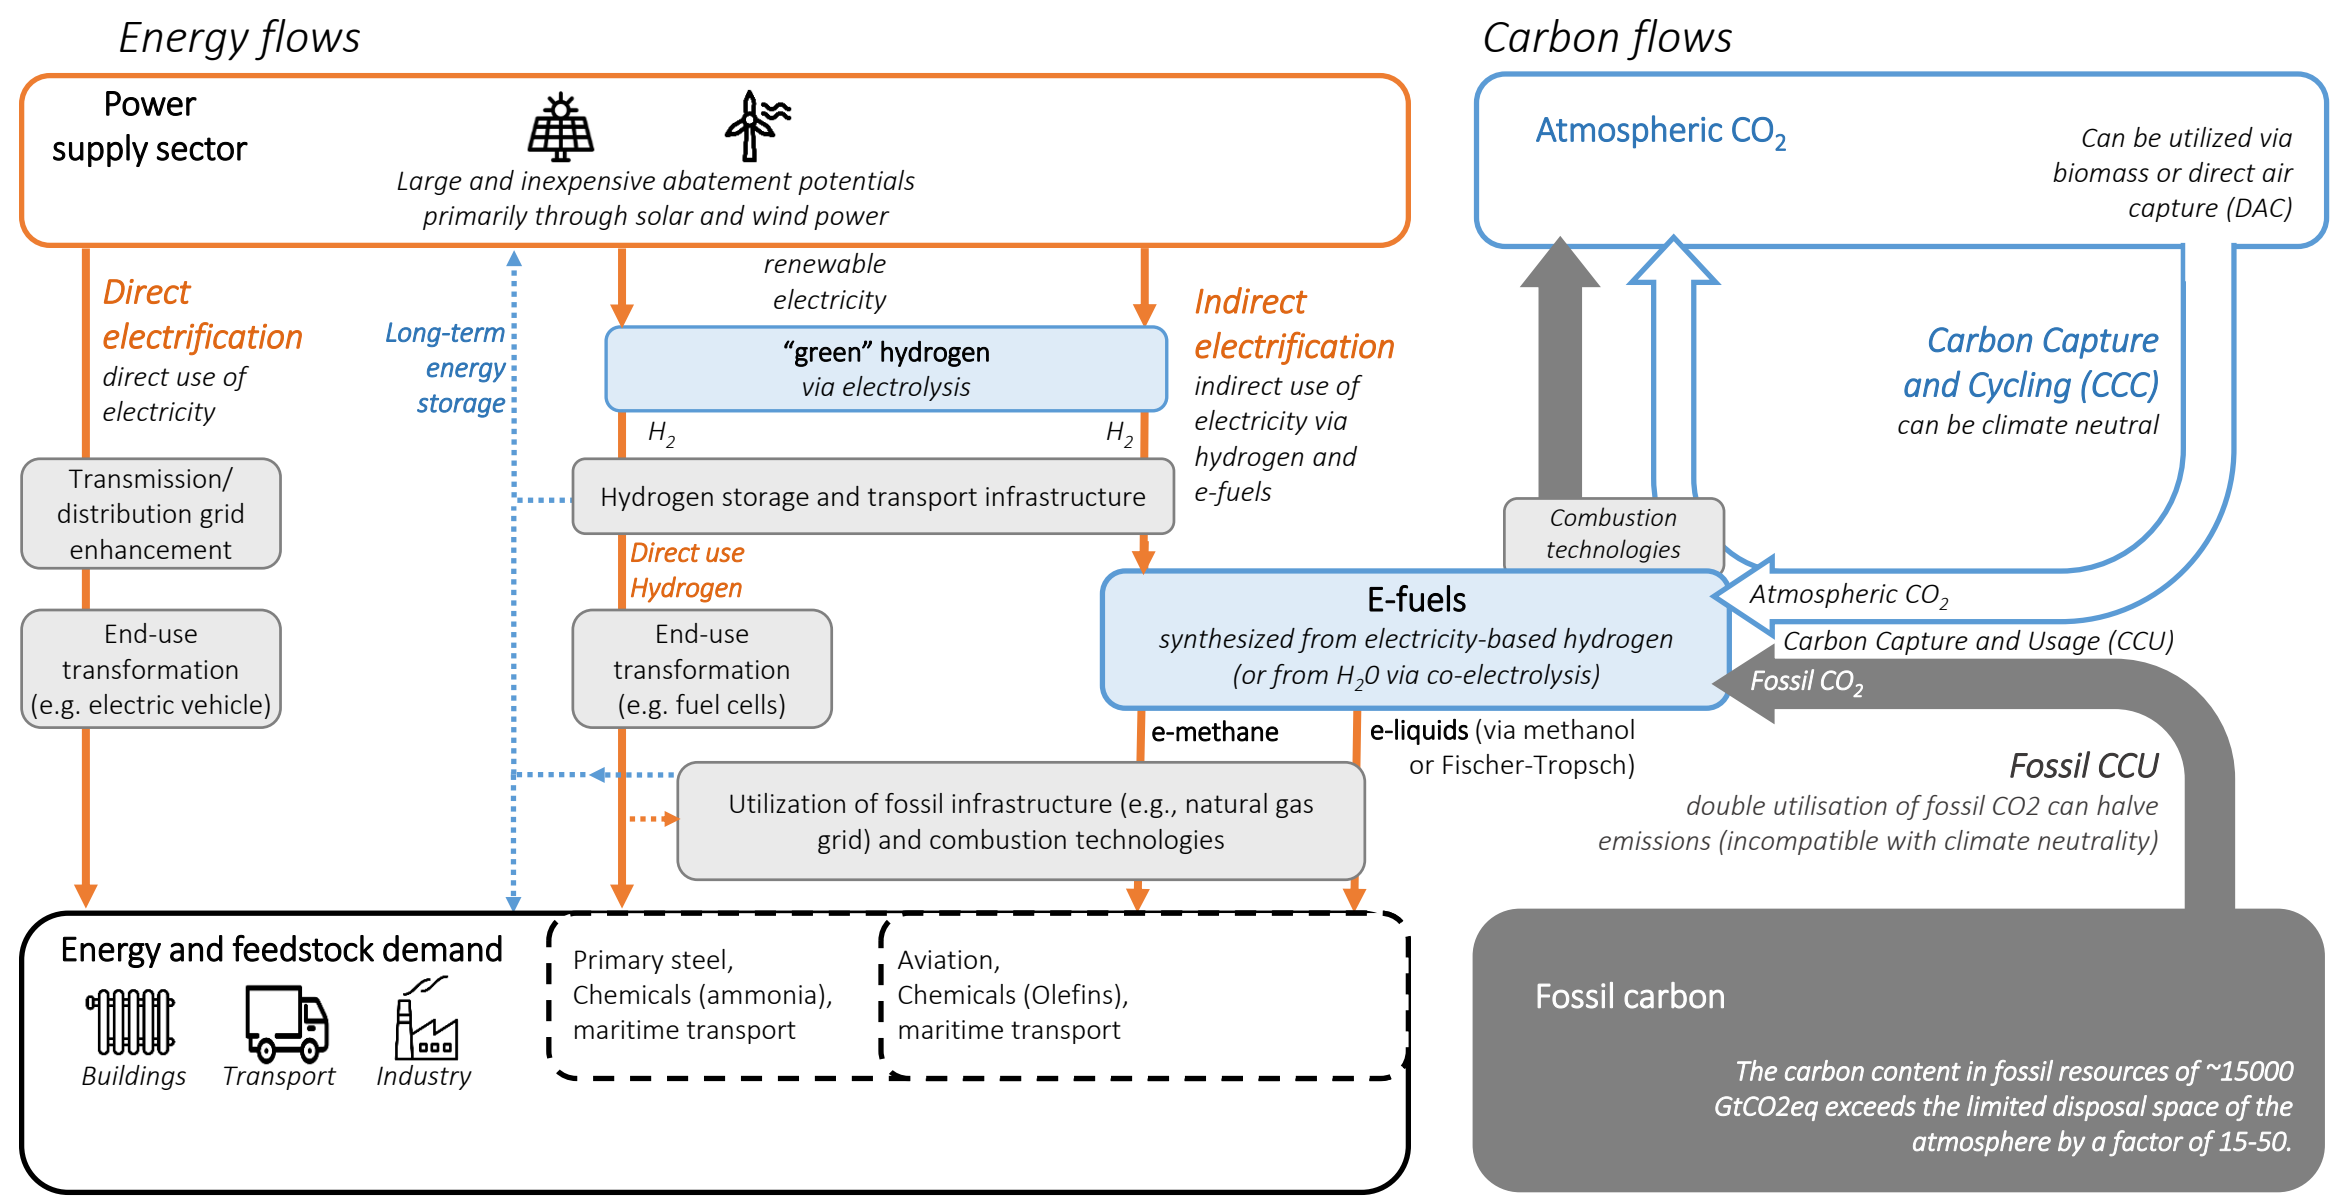 Energy flows
Carbon flows
Power
supply sector
Large and inexpensive abatement potentials
primarily through solar and wind power
Atmospheric CO2
Can be utilized via
biomass or direct air
capture (DAC)
Direct
electrification
direct use of
electricity
Long-term
energy
storage
renewable
electricity
"green" hydrogen
via electrolysis
H2
H2
Indirect
electrification
indirect use of
electricity via
hydrogen and
e-fuels
Carbon Capture
and Cycling (CCC)
can be climate neutral
Transmission/
distribution grid
enhancement
Hydrogen storage and transport infrastructure
Combustion
technologies
Direct use
Hydrogen
End-use
transformation
(e.g. electric vehicle)
End-use
transformation
(e.g. fuel cells)
E-fuels
synthesized from electricity-based hydrogen
(or from H20 via co-electrolysis)
Atmospheric CO2
Carbon Capture and Usage (CCU)
Fossil CO2
e-methane
e-liquids (via methanol
or Fischer-Tropsch)
Fossil CCU
double utilisation of fossil CO2 can halve
emissions (incompatible with climate neutrality)
Utilization of fossil infrastructure (e.g., natural gas
grid) and combustion technologies
Energy and feedstock demand
Buildings
Transport
Industry
Primary steel,
Chemicals (ammonia),
maritime transport
Aviation,
Chemicals (Olefins),
maritime transport
Fossil carbon
The carbon content in fossil resources of ~15000
GtCO2eq exceeds the limited disposal space of the
atmosphere by a factor of 15-50.